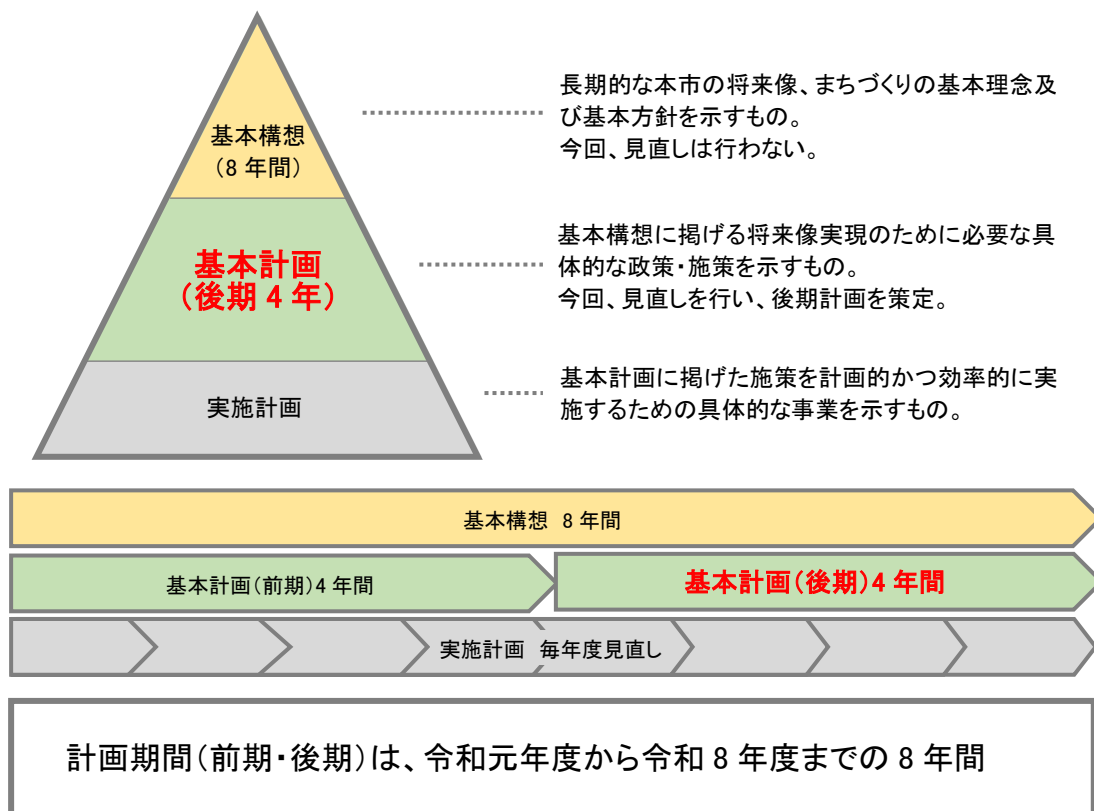 基本構想
（8 年間）
長期的な本市の将来像、まちづくりの基本理念及
び基本方針を示すもの。
今回、見直しは行わない。
基本計画
（後期 4 年）
基本構想に掲げる将来像実現のために必要な具
体的な政策・施策を示すもの。
今回、見直しを行い、後期計画を策定。
実施計画
基本計画に掲げた施策を計画的かつ効率的に実
施するための具体的な事業を示すもの。
基本構想 8 年間
基本計画（前期）4 年間
基本計画（後期）4 年間
実施計画 毎年度見直し
計画期間（前期・後期）は、令和元年度から令和 8 年度までの 8 年間